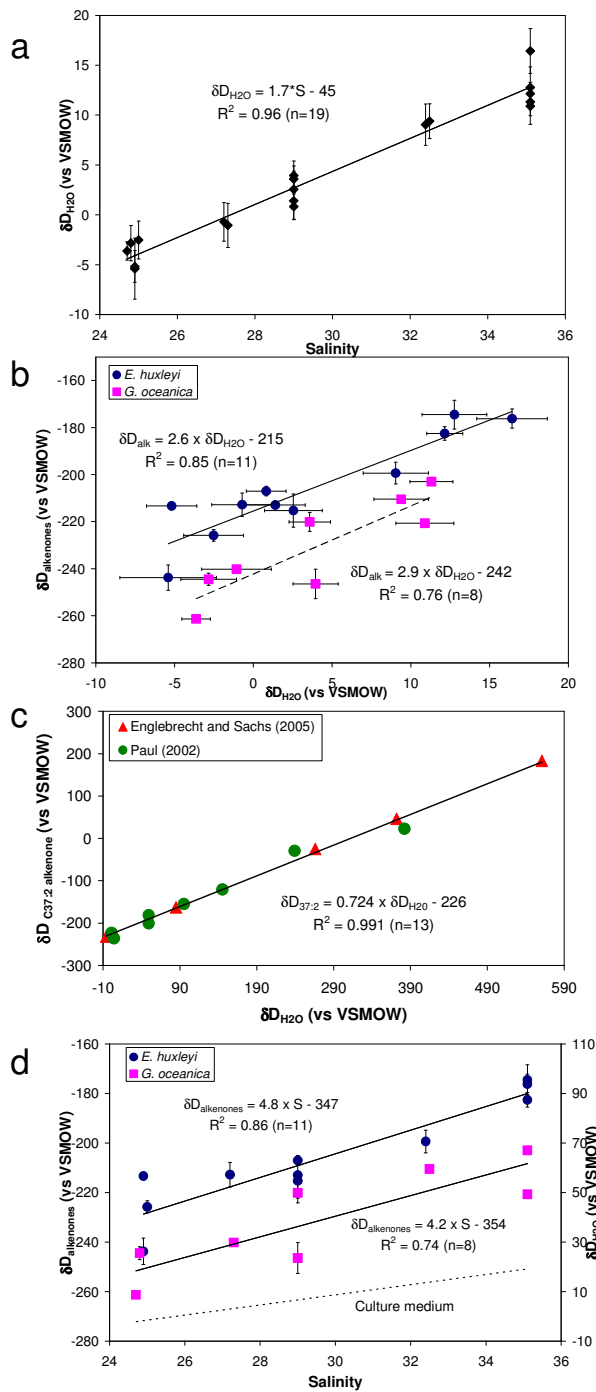 a
δD_H2O = 1.7*S - 45
R² = 0.96 (n=19)
δD_H2O (vs VSMOW)
20
15
10
5
0
-5
-10
24 26 28 30 32 34 36
Salinity
b
E. huxleyi
G. oceanica
δD_alk = 2.6 x δD_H2O - 215
R² = 0.85 (n=11)
δD_alk = 2.9 x δD_H2O - 242
R² = 0.76 (n=8)
δD_alkenones (vs VSMOW)
-160
-180
-200
-220
-240
-260
-280
-10 -5 0 5 10 15 20
δD_H2O (vs VSMOW)
c
Englebrecht and Sachs (2005)
Paul (2002)
δD_37:2 = 0.724 x δD_H20 - 226
R² = 0.991 (n=13)
δD C37:2 alkenone (vs VSMOW)
300
200
100
0
-100
-200
-300
-10 90 190 290 390 490 590
δD_H2O (vs VSMOW)
d
E. huxleyi
G. oceanica
δD_alkenones = 4.8 x S - 347
R² = 0.86 (n=11)
δD_alkenones = 4.2 x S - 354
R² = 0.74 (n=8)
Culture medium
δD_alkenones (vs VSMOW)
-160
-180
-200
-220
-240
-260
-280
110
90
70
50
30
10
-10
δD_H2O (vs VSMOW)
24 26 28 30 32 34 36
Salinity